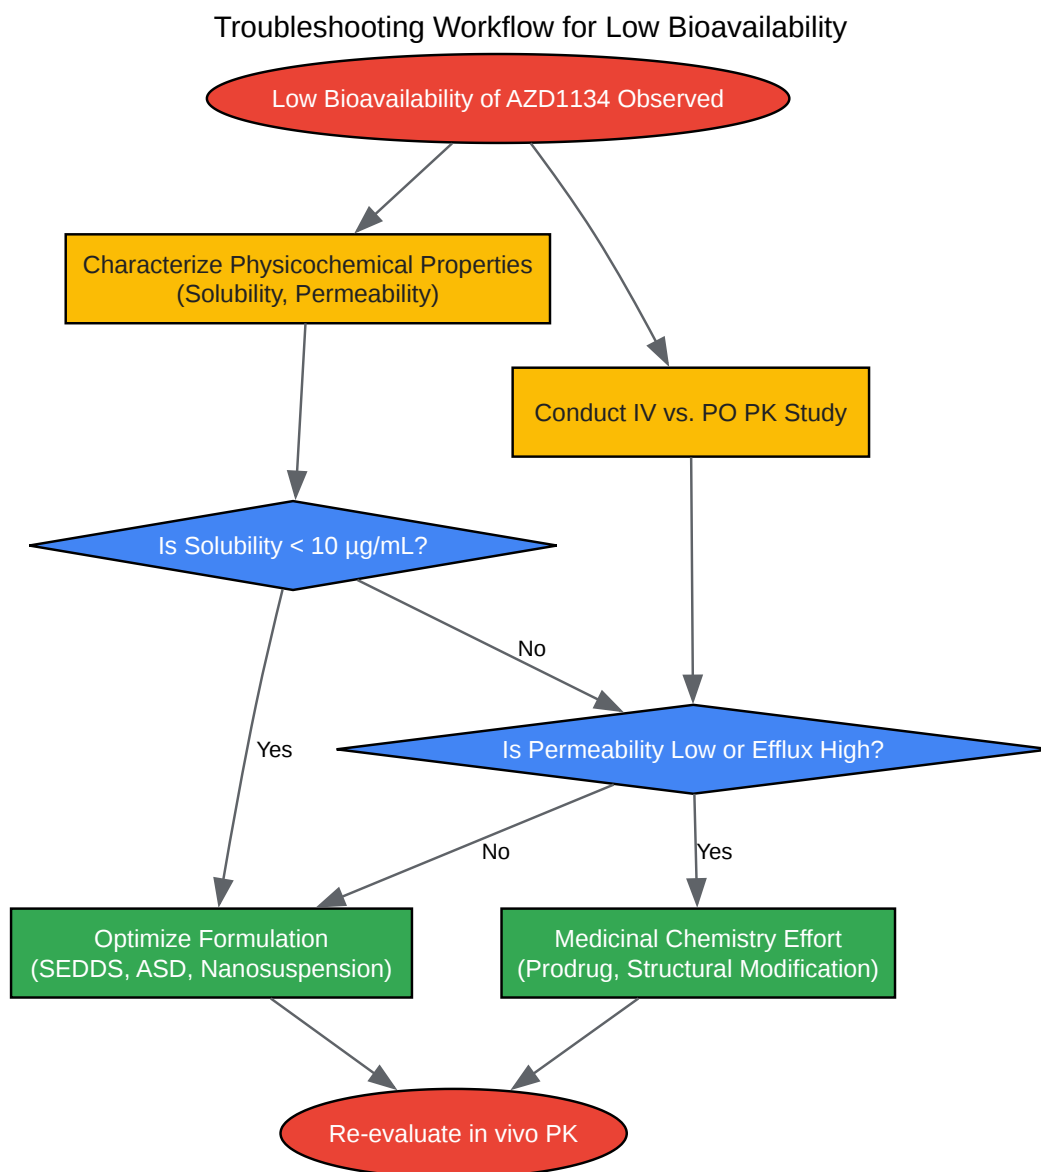 Troubleshooting Workflow for Low Bioavailability
Low Bioavailability of AZD1134 Observed
Characterize Physicochemical Properties
(Solubility, Permeability)
Conduct IV vs. PO PK Study
Is Solubility < 10 µg/mL?
No
Yes
Is Permeability Low or Efflux High?
No
Yes
Optimize Formulation
(SEDDS, ASD, Nanosuspension)
Medicinal Chemistry Effort
(Prodrug, Structural Modification)
Re-evaluate in vivo PK